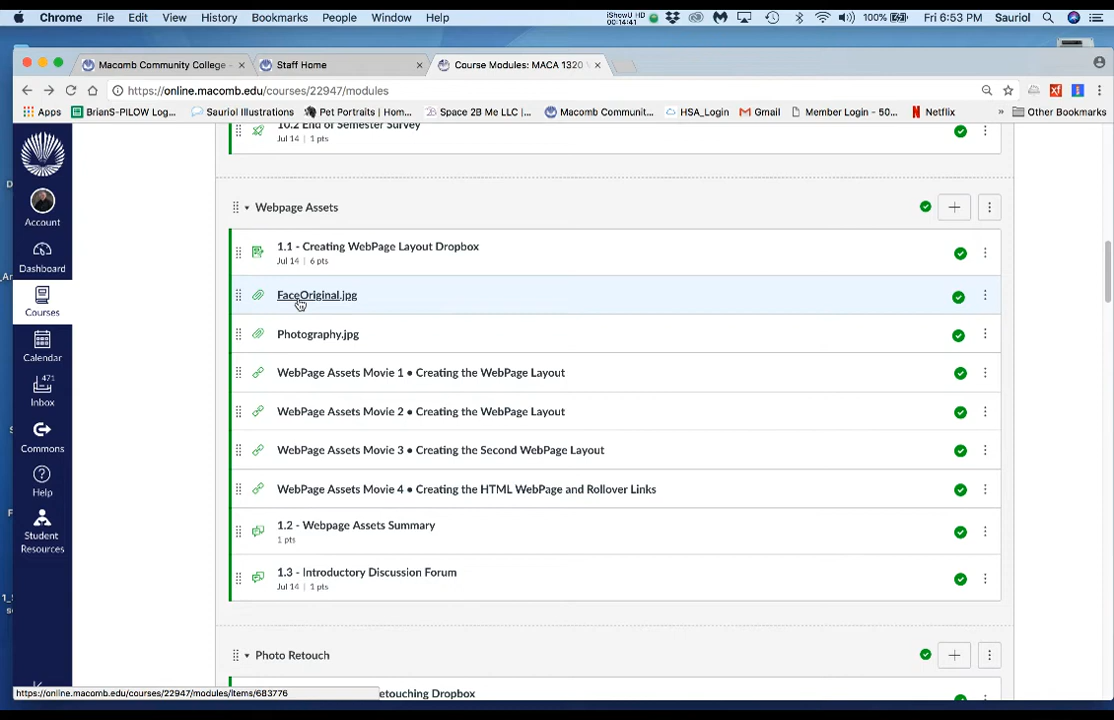 Chrome File Edit View History Bookmarks People Window Help iShowU HD 00:14:41 100% Fri 6:53 PM Sauriol
Macomb Community College - Staff Home Course Modules: MACA 1320
https://online.macomb.edu/courses/22947/modules
Apps BrianS-PILOW Log... Sauriol Illustrations Pet Portraits | Hom... Space 2B Me LLC |... Macomb Communit... HSA_Login Gmail Member Login - 50... Netflix » Other Bookmarks
10.2 End of Semester Survey
Jul 14 | 1 pts
Webpage Assets
1.1 - Creating WebPage Layout Dropbox
Jul 14 | 6 pts
FaceOriginal.jpg
Photography.jpg
WebPage Assets Movie 1 • Creating the WebPage Layout
WebPage Assets Movie 2 • Creating the WebPage Layout
WebPage Assets Movie 3 • Creating the Second WebPage Layout
WebPage Assets Movie 4 • Creating the HTML WebPage and Rollover Links
1.2 - Webpage Assets Summary
1 pts
1.3 - Introductory Discussion Forum
Jul 14 | 1 pts
Photo Retouch
etouching Dropbox
Account
Dashboard
Courses
Calendar
471
Inbox
Commons
Help
Student
Resources
https://online.macomb.edu/courses/22947/modules/items/683776